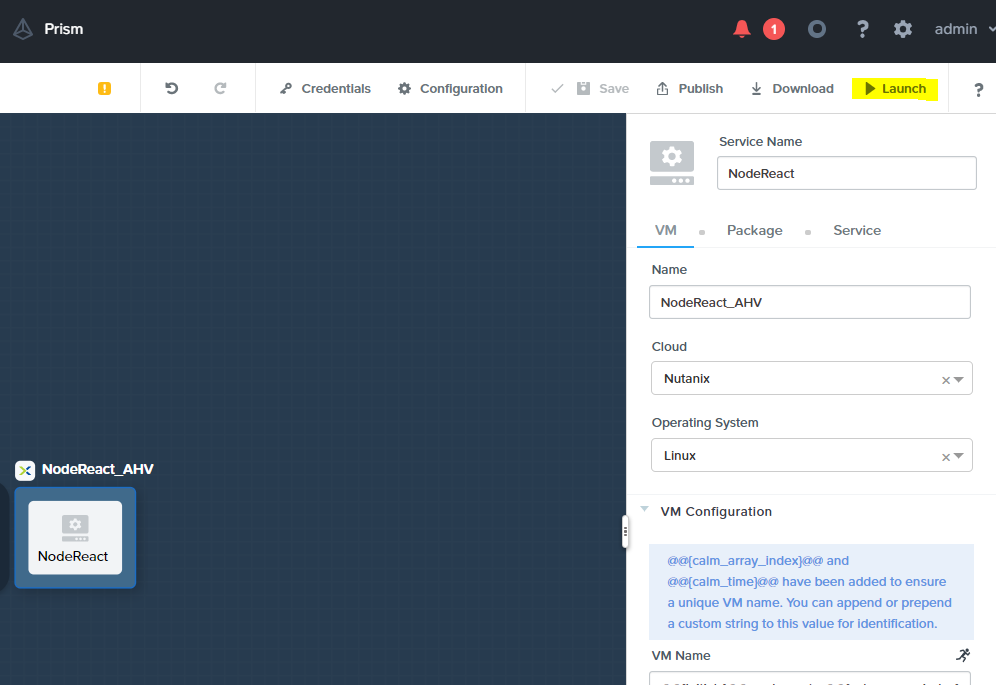 Prism
1
?
admin
!
Credentials
Configuration
Save
Publish
Download
Launch
?
Service Name
NodeReact
VM
Package
Service
Name
NodeReact_AHV
Cloud
Nutanix
Operating System
Linux
NodeReact_AHV
NodeReact
VM Configuration
@@{calm_array_index}@@ and
@@{calm_time}@@ have been added to ensure
a unique VM name. You can append or prepend
a custom string to this value for identification.
VM Name